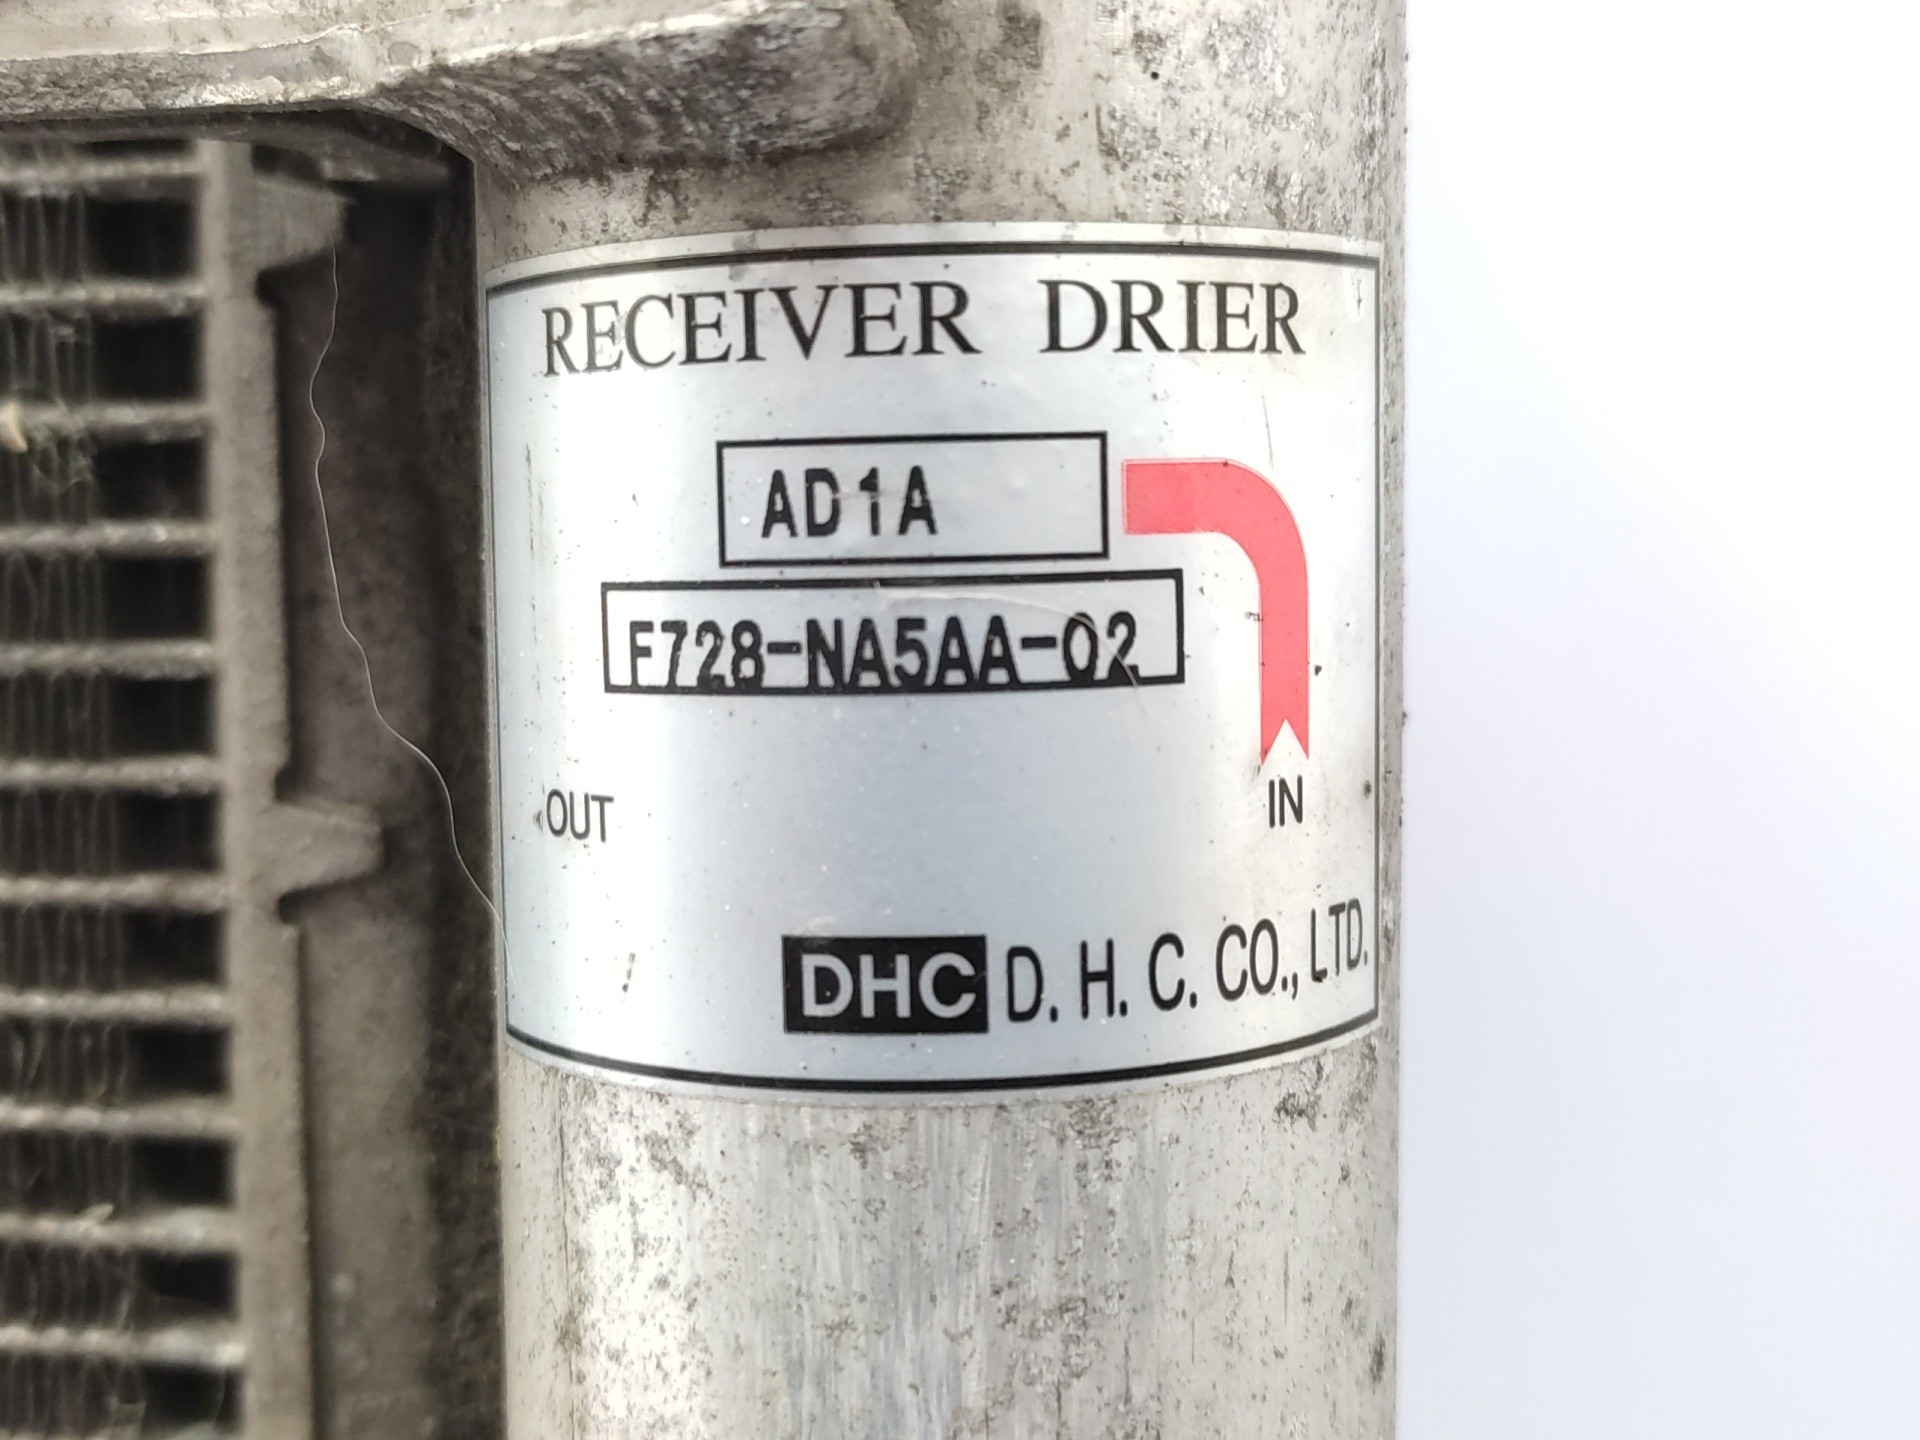 RECEIVER DRIER
AD1A
F728-NA5AA-02
OUT
IN
DHC D. H. C. CO., LTD.